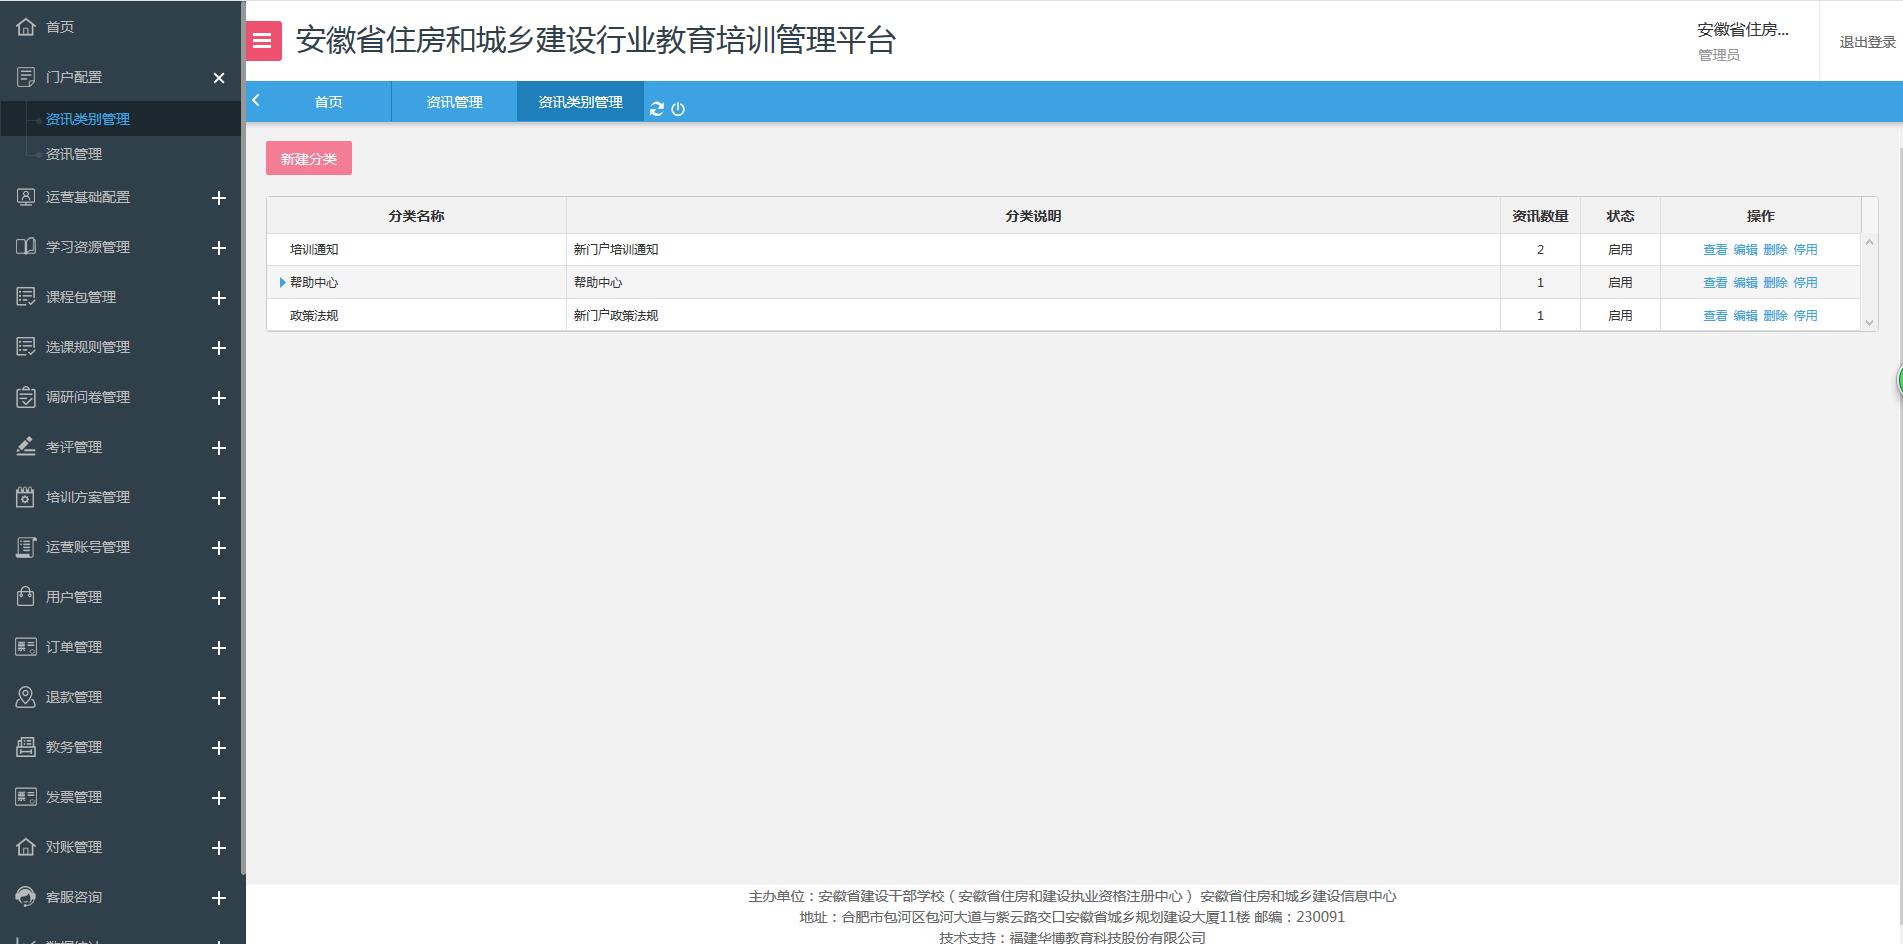 首页
门户配置
资讯类别管理
资讯管理
运营基础配置
学习资源管理
课程包管理
选课规则管理
调研问卷管理
考评管理
培训方案管理
运营账号管理
用户管理
订单管理
退款管理
教务管理
发票管理
对账管理
客服咨询
安徽省住房和城乡建设行业教育培训管理平台
安徽省住房...
管理员
退出登录
首页 资讯管理 资讯类别管理
新建分类
分类名称 分类说明 资讯数量 状态 操作
培训通知 新门户培训通知 2 启用 查看 编辑 删除 停用
帮助中心 帮助中心 1 启用 查看 编辑 删除 停用
政策法规 新门户政策法规 1 启用 查看 编辑 删除 停用
主办单位：安徽省建设干部学校（安徽省住房和建设执业资格注册中心） 安徽省住房和城乡建设信息中心
地址：合肥市包河区包河大道与紫云路交口安徽省城乡规划建设大厦11楼 邮编：230091
技术支持：福建华博教育科技股份有限公司